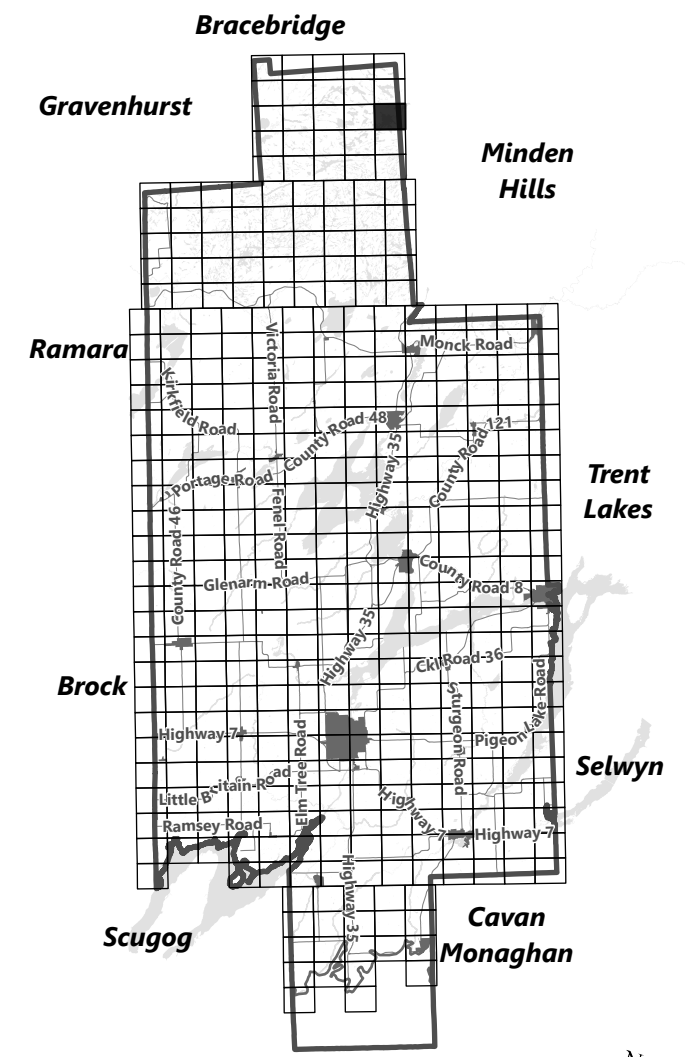 Bracebridge
Gravenhurst
Minden
Hills
Ramara
Victoria Road
Monck Road
Kirkfield Road
County Road 48
Highway 35
County Road 121
Portage Road
Trent
Lakes
County Road 46
Fenel Road
Glenarm Road
County Road 8
Highway 35
Ckl Road 36
Brock
Sturgeon Road
Pigeon Lake Road
Highway 7
Elm Tree Road
Selwyn
Little Britain Road
Highway 7
Ramsey Road
Highway 7
Highway 35
Scugog
Cavan
Monaghan
N